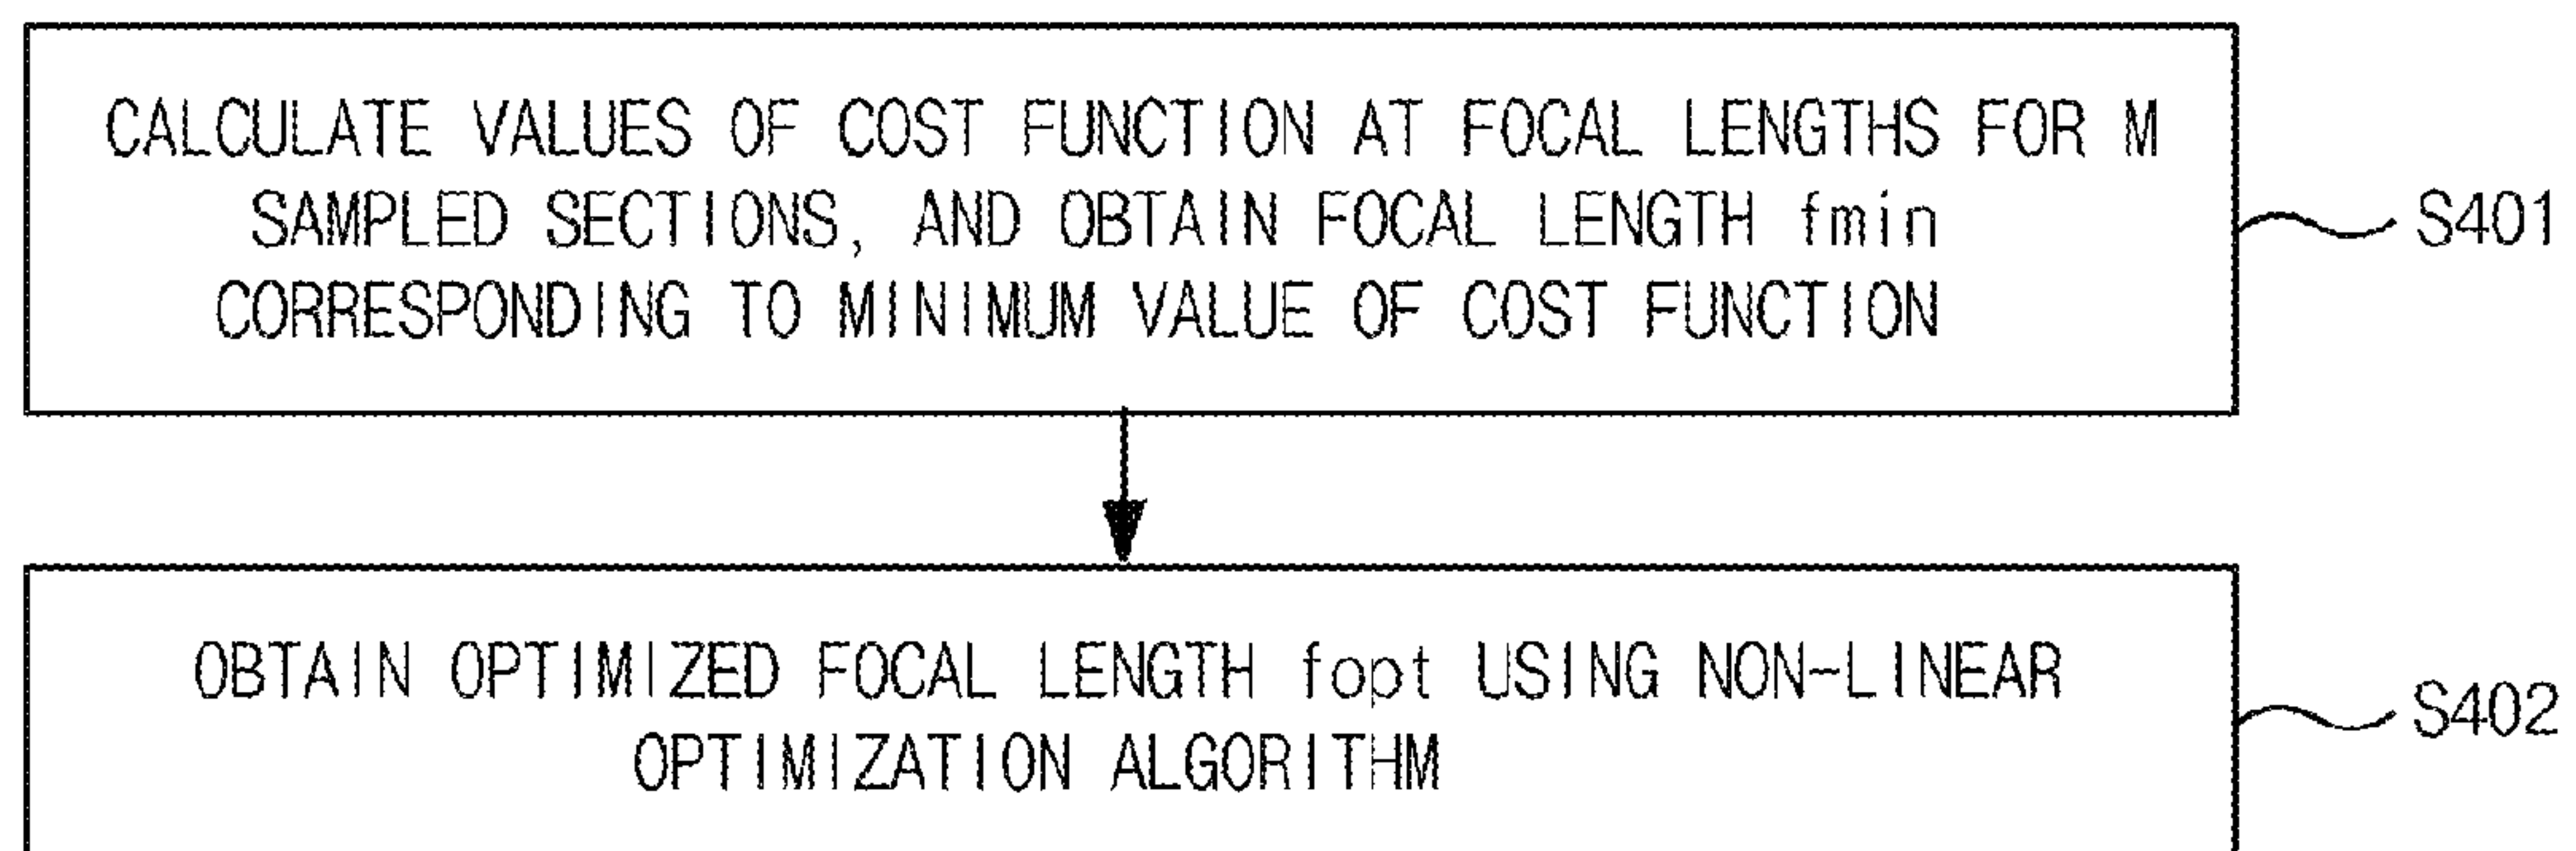 CALCULATE VALUES OF COST FUNCTION AT FOCAL LENGTHS FOR M
SAMPLED SECTIONS, AND OBTAIN FOCAL LENGTH fmin
CORRESPONDING TO MINIMUM VALUE OF COST FUNCTION
S401
OBTAIN OPTIMIZED FOCAL LENGTH fopt USING NON-LINEAR
OPTIMIZATION ALGORITHM
S402